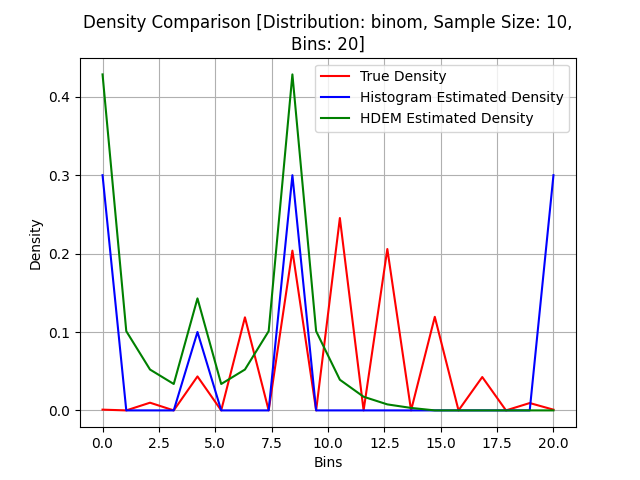 Density Comparison [Distribution: binom, Sample Size: 10,
Bins: 20]
True Density
Histogram Estimated Density
HDEM Estimated Density
Density
0.4
0.3
0.2
0.1
0.0
0.0 2.5 5.0 7.5 10.0 12.5 15.0 17.5 20.0
Bins